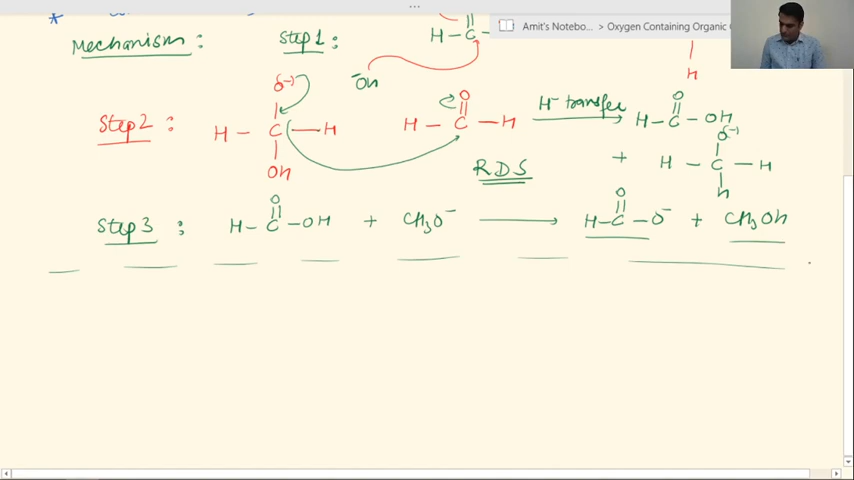 ...
Amit's Notebo... > Oxygen Containing Organic
Mechanism : Step 1 : H - C -
⁻OH
H
Step 2 : H - C - H O⁻ OH H - C - H O H⁻ transfer H - C - OH O
RDS + H - C - H O⁻ H
Step 3 : H - C - OH O + CH₃O⁻ → H - C - O⁻ O + CH₃OH